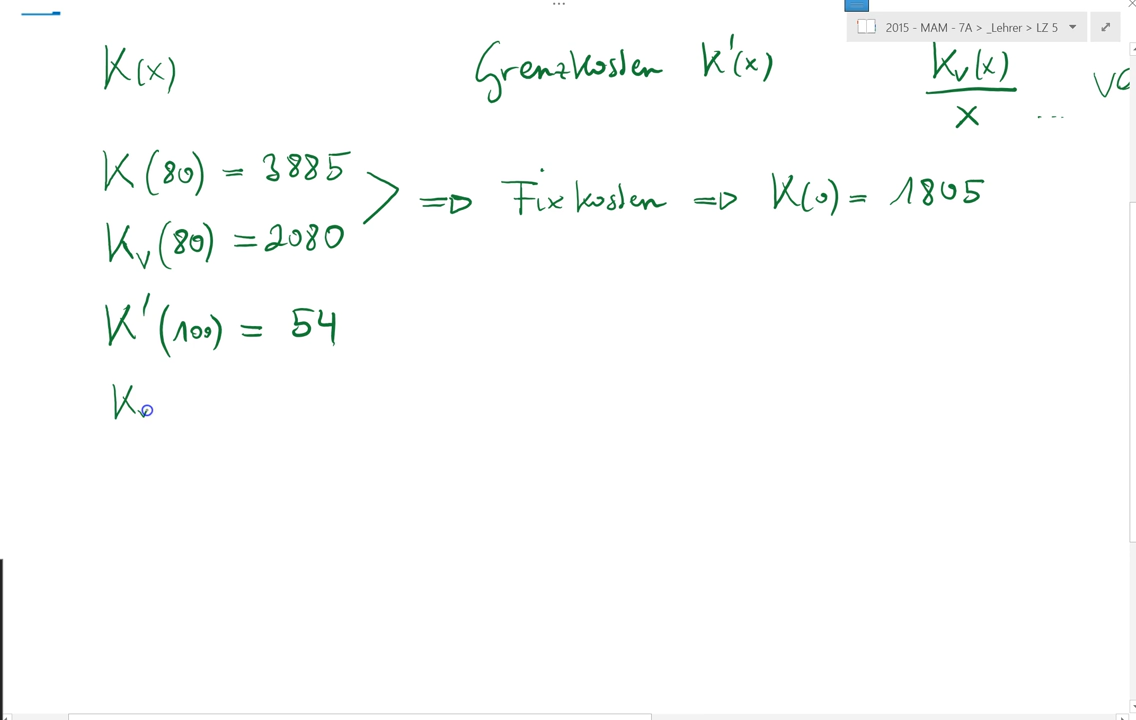 2015 - MAM - 7A > _Lehrer > LZ 5
K(x) Grenzkosten K'(x) Kv(x)/x ...
K(80) = 3885
Kv(80) = 2080
=> Fixkosten => K(0) = 1805
K'(100) = 54
Kv